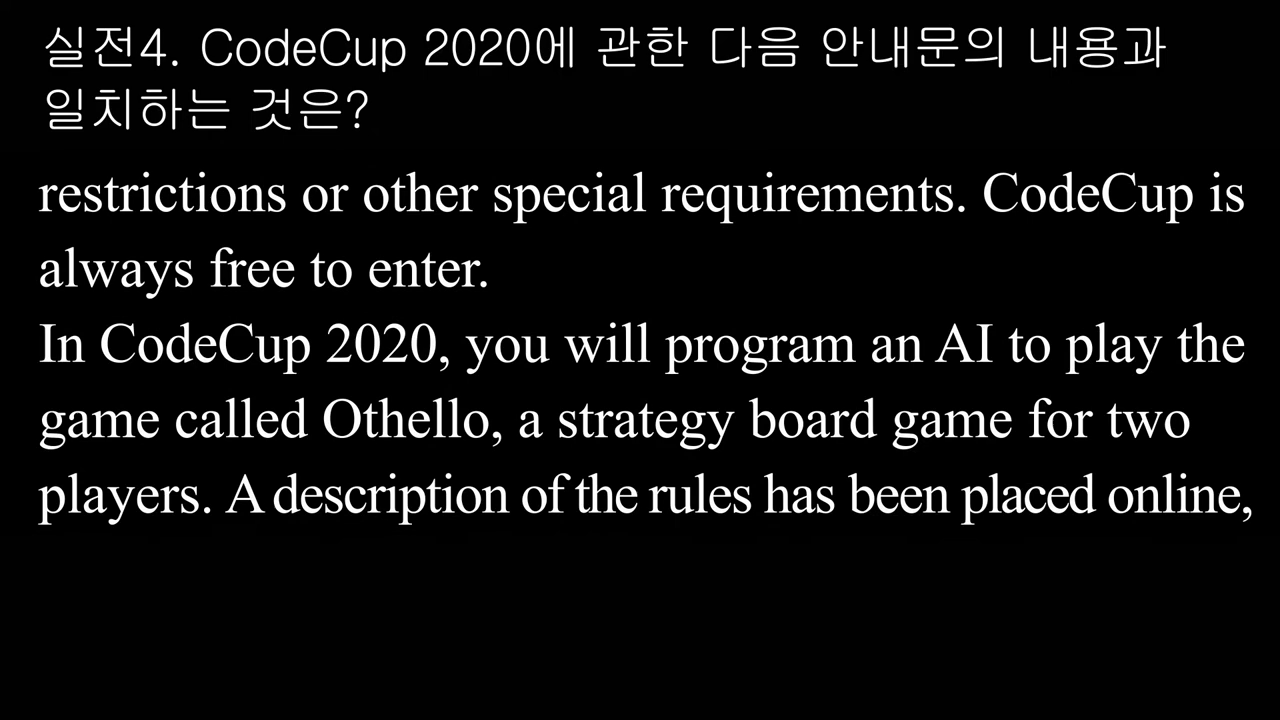 실전4. CodeCup 2020에 관한 다음 안내문의 내용과
일치하는 것은?
restrictions or other special requirements. CodeCup is
always free to enter.
In CodeCup 2020, you will program an AI to play the
game called Othello, a strategy board game for two
players. A description of the rules has been placed online,